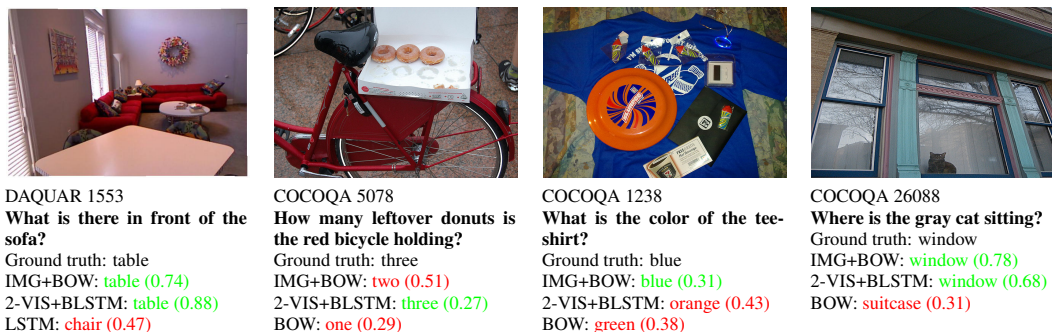 DAQUAR 1553
What is there in front of the
sofa?
Ground truth: table
IMG+BOW: table (0.74)
2-VIS+BLSTM: table (0.88)
LSTM: chair (0.47)
COCOQA 5078
How many leftover donuts is
the red bicycle holding?
Ground truth: three
IMG+BOW: two (0.51)
2-VIS+BLSTM: three (0.27)
BOW: one (0.29)
COCOQA 1238
What is the color of the tee-
shirt?
Ground truth: blue
IMG+BOW: blue (0.31)
2-VIS+BLSTM: orange (0.43)
BOW: green (0.38)
COCOQA 26088
Where is the gray cat sitting?
Ground truth: window
IMG+BOW: window (0.78)
2-VIS+BLSTM: window (0.68)
BOW: suitcase (0.31)